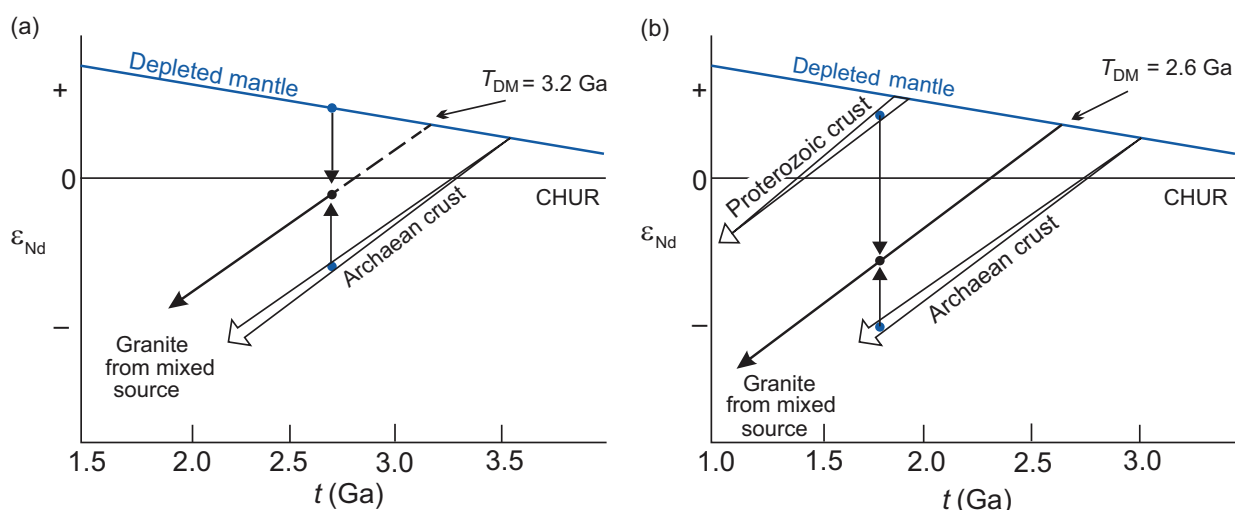 (a)
Depleted mantle
T_DM = 3.2 Ga
+
0
CHUR
ε_Nd
Archaean crust
–
Granite
from mixed
source
1.5 2.0 2.5 3.0 3.5
t (Ga)
(b)
Depleted mantle
T_DM = 2.6 Ga
+
Proterozoic crust
0
CHUR
ε_Nd
Archaean crust
–
Granite
from mixed
source
1.0 1.5 2.0 2.5 3.0
t (Ga)